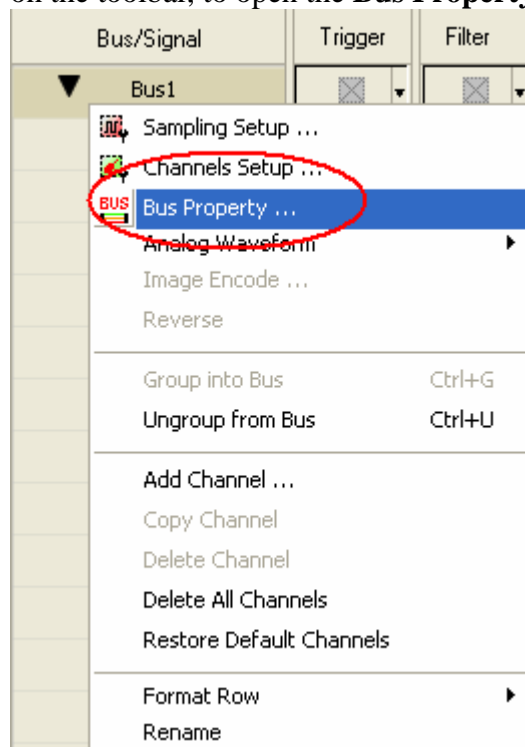 on the toolbar, to open the Bus Property
Bus/Signal Trigger Filter
Bus1
Sampling Setup ...
Channels Setup ...
BUS Bus Property ...
Analog Waveform
Image Encode ...
Reverse
Group into Bus Ctrl+G
Ungroup from Bus Ctrl+U
Add Channel ...
Copy Channel
Delete Channel
Delete All Channels
Restore Default Channels
Format Row
Rename